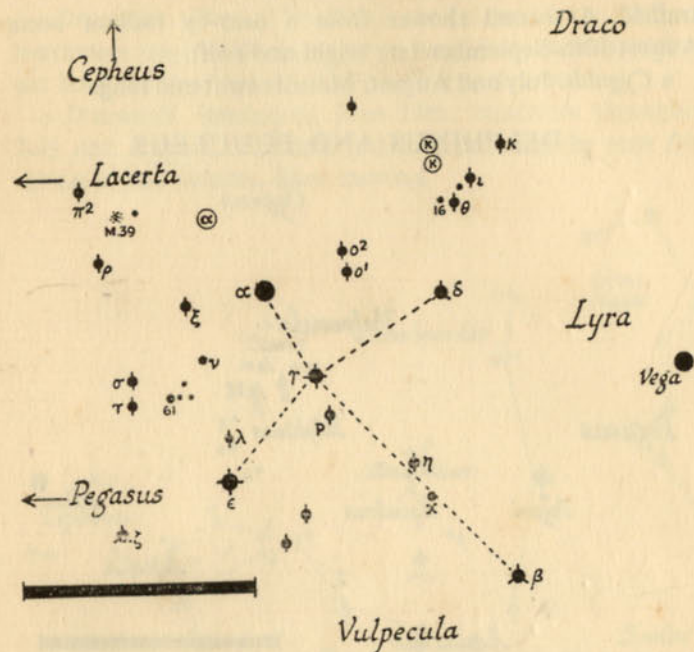 Draco
Cepheus
κ
κ
κ
Lacerta
ι
π²
16
θ
M.39
α
ο²
ρ
ο¹
α
δ
ξ
Lyra
ν
γ
Vega
σ
τ
61
P
λ
η
Pegasus
ε
χ
ζ
β
Vulpecula